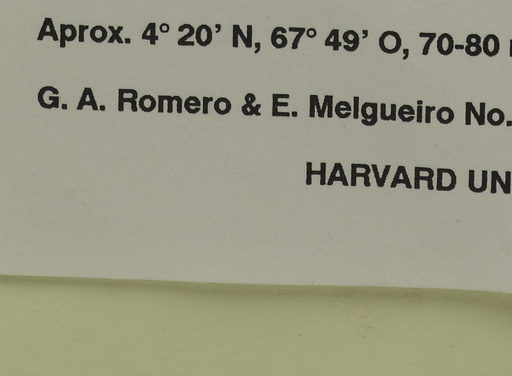 Aprox. 4° 20’ N, 67° 49’ O, 70-80
G. A. Romero & E. Melgueiro No.
HARVARD UN